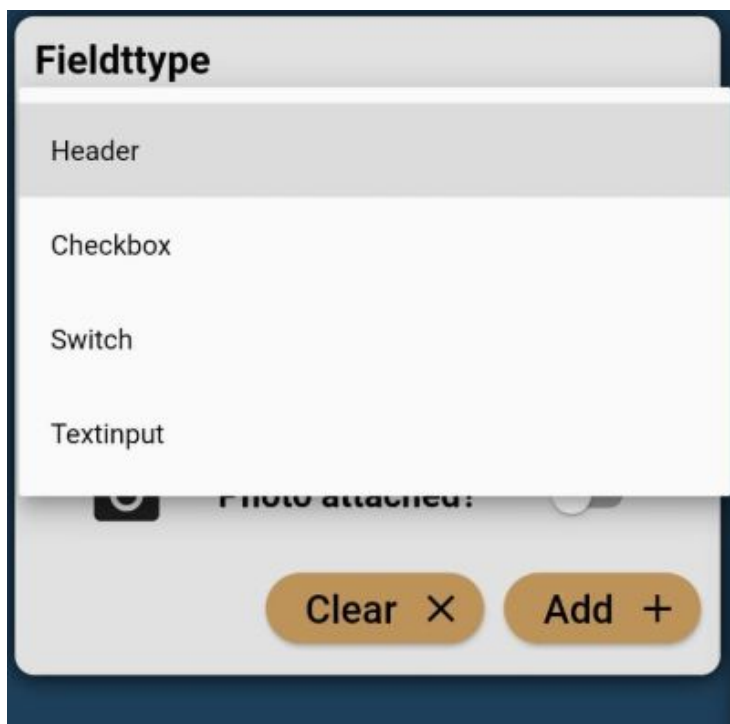 Fieldttype
Header
Checkbox
Switch
Textinput
Photo attached?
Clear
Add